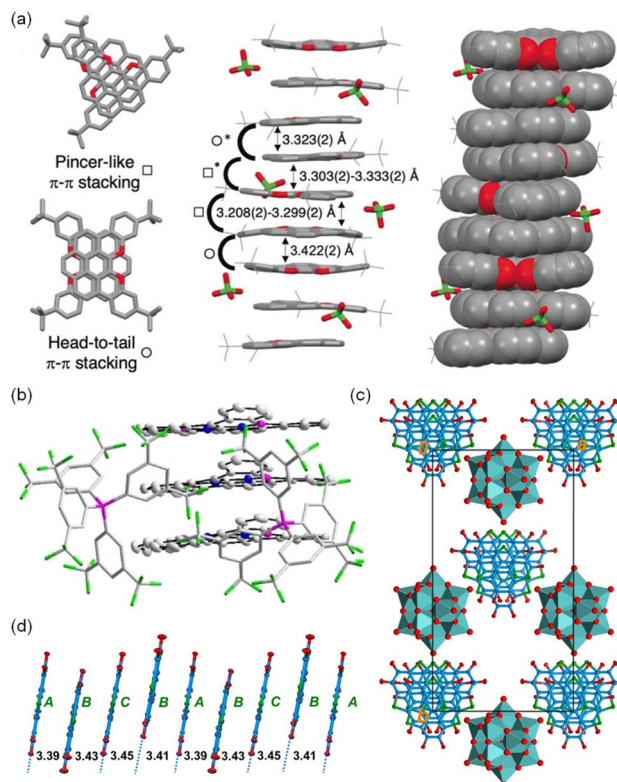 (a)
Pincer-like □
π-π stacking
Head-to-tail
π-π stacking ○
○*
3.323(2) Å
□*
3.303(2)-3.333(2) Å
□
3.208(2)-3.299(2) Å
○
3.422(2) Å
(b)
(c)
a
b
(d)
A B C B A B C B A
3.39 3.43 3.45 3.41 3.39 3.43 3.45 3.41